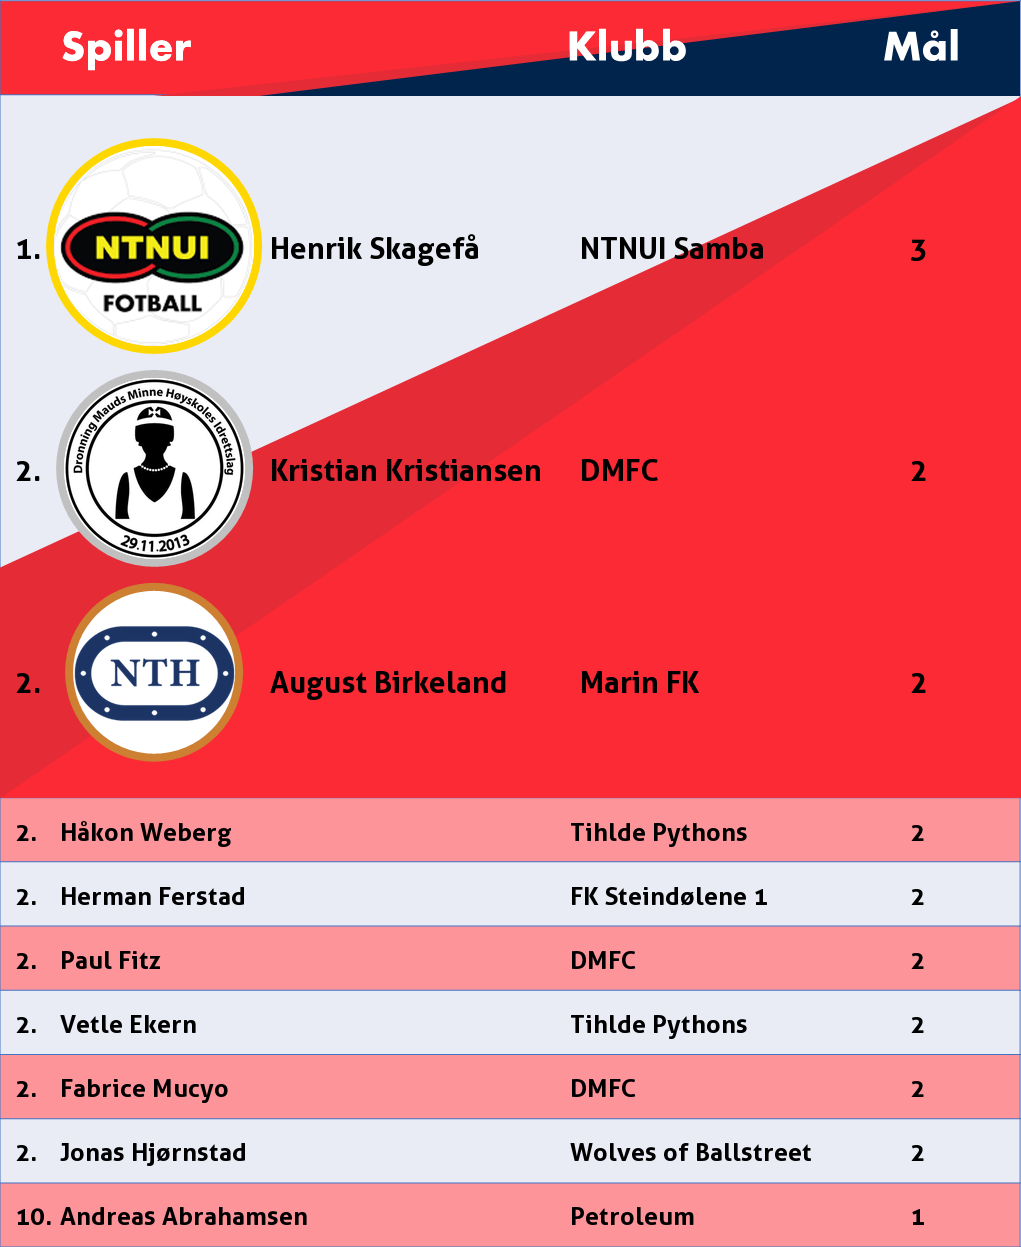 Spiller Klubb Mål
1. NTNUI FOTBALL Henrik Skagefå NTNUI Samba 3
Dronning Mauds Minne Høyskoles Idrettslag
2. Kristian Kristiansen DMFC 2
29.11.2013
2. NTH August Birkeland Marin FK 2
2. Håkon Weberg Tihlde Pythons 2
2. Herman Ferstad FK Steindølene 1 2
2. Paul Fitz DMFC 2
2. Vetle Ekern Tihlde Pythons 2
2. Fabrice Mucyo DMFC 2
2. Jonas Hjørnstad Wolves of Ballstreet 2
10. Andreas Abrahamsen Petroleum 1